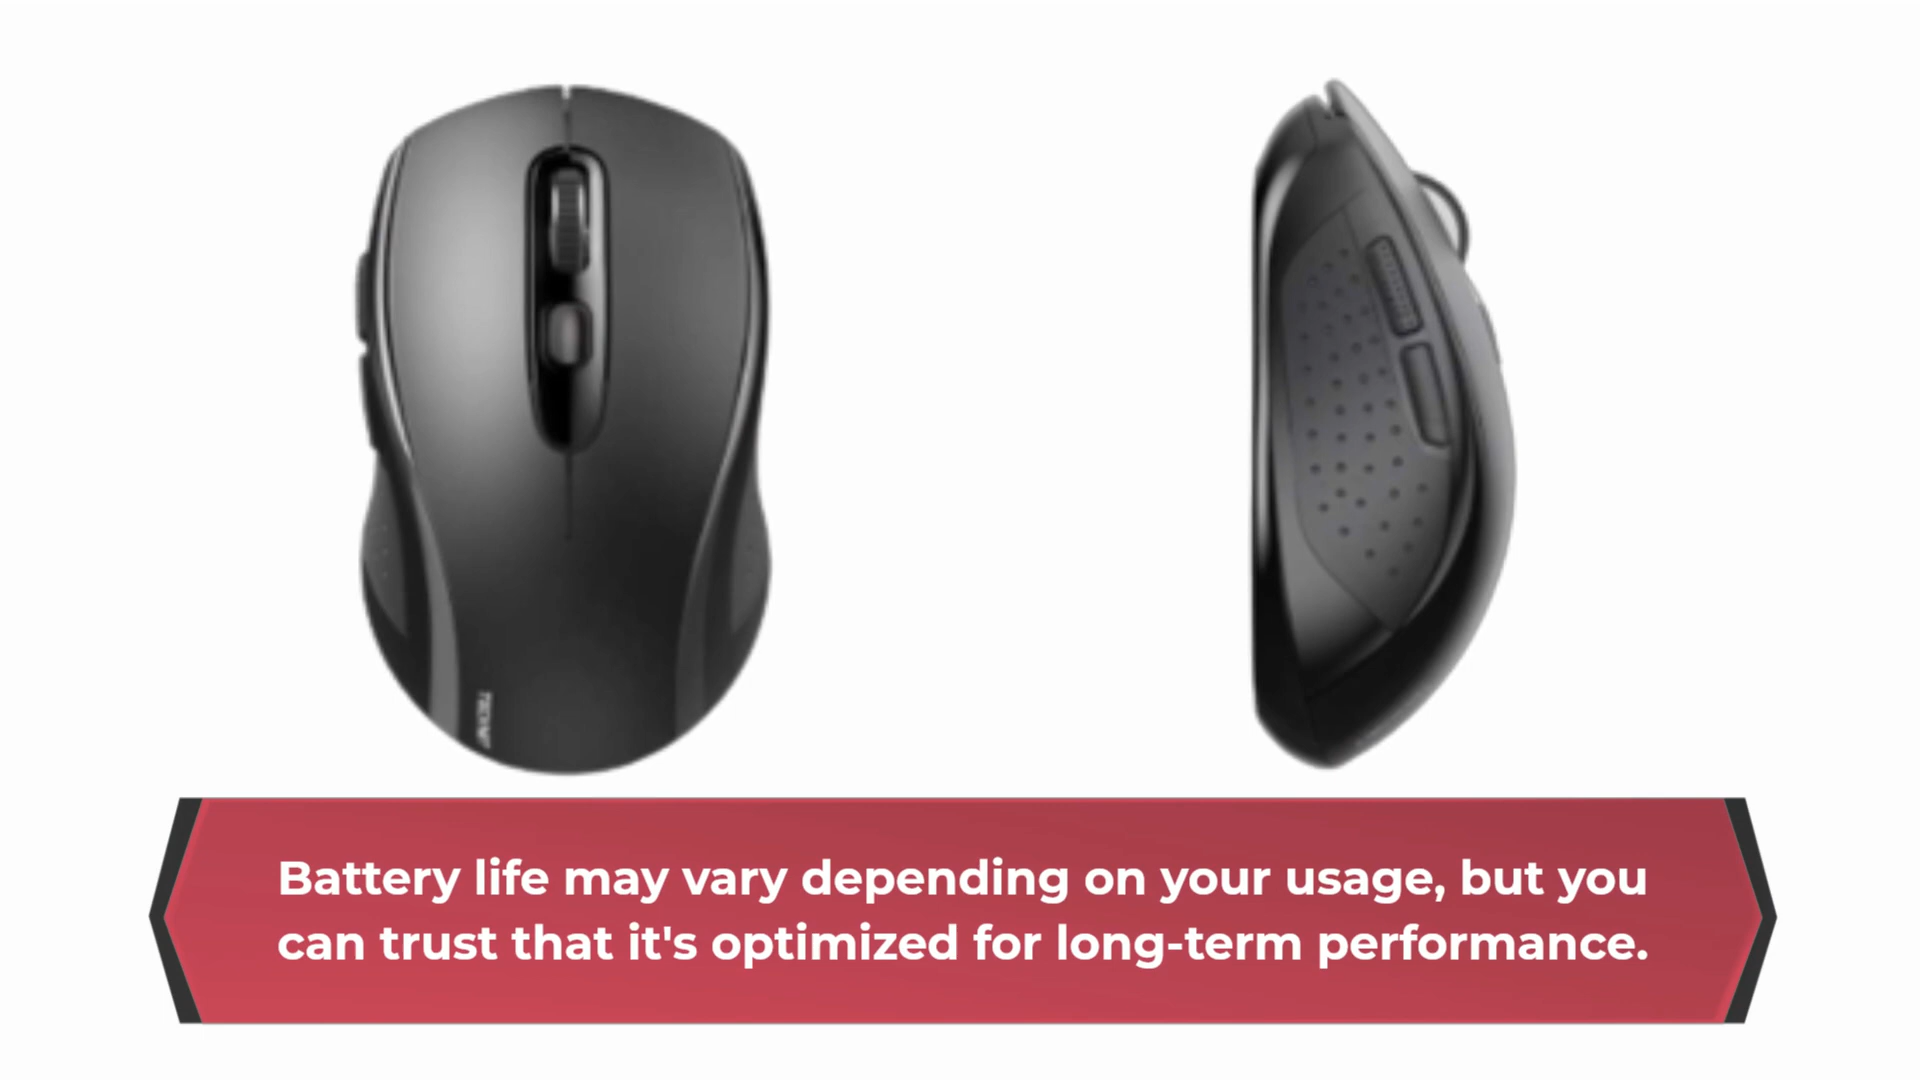 Battery life may vary depending on your usage, but you
can trust that it's optimized for long-term performance.